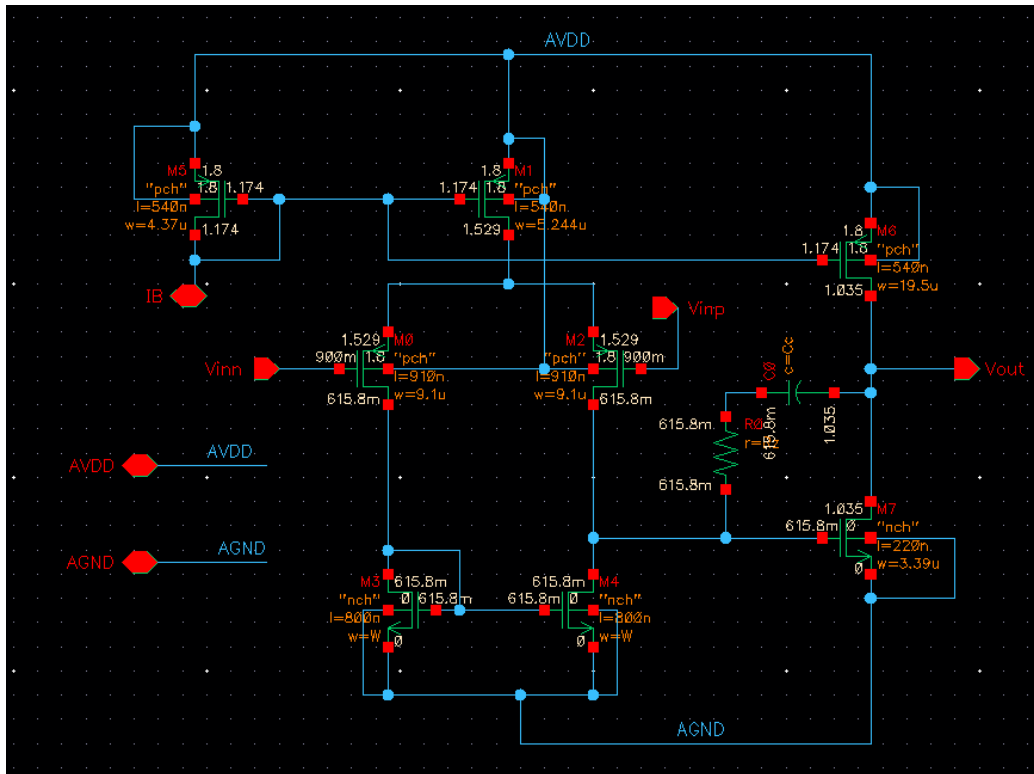 AVDD
M5
1.8
"pch"
1.8
1.174
l=540n
w=4.37u
1.174
M1
1.8
1.174
1.8
"pch"
l=540n
w=5.244u
1.529
M6
1.8
1.174
1.8
"pch"
l=540n
w=19.5u
1.035
IB
Vinn
1.529
M0
900m
1.8
"pch"
l=910n
w=9.1u
615.8m
M2
1.529
1.8
900m
"pch"
l=910n
w=9.1u
615.8m
Vinp
C0
c=Cc
615.8m
1.035
Vout
615.8m
R0
615.8m
AVDD
AVDD
AGND
AGND
M7
1.035
615.8m
0
"nch"
l=220n
w=3.39u
0
M3
615.8m
0
615.8m
"nch"
l=800n
w=W
0
M4
615.8m
615.8m
0
"nch"
l=800n
w=W
0
AGND